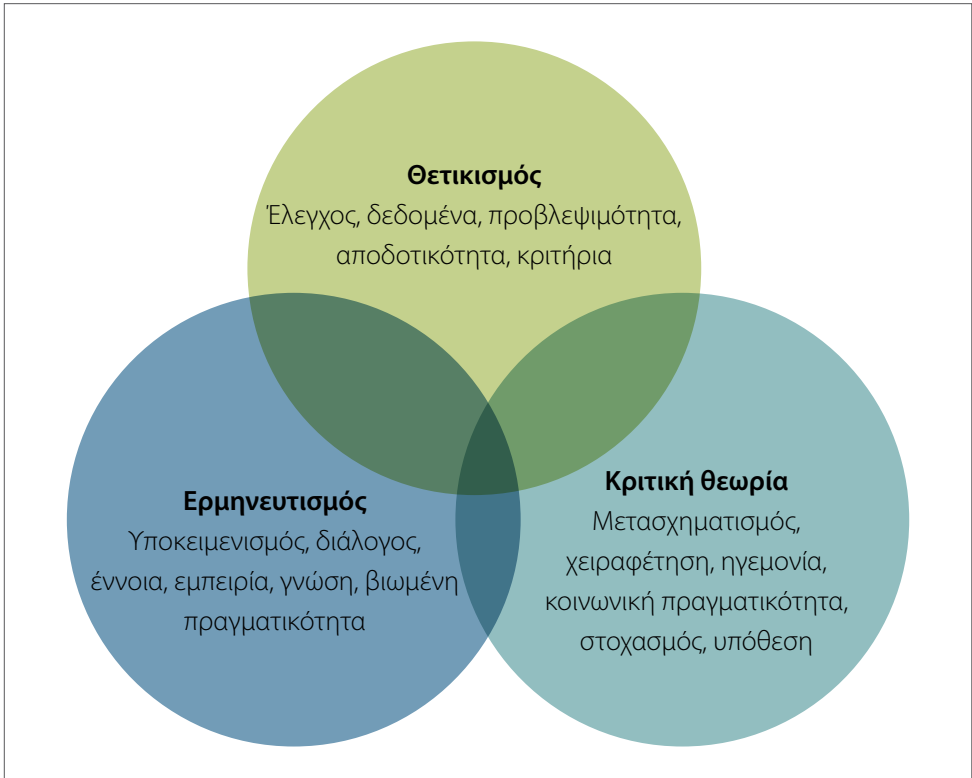 Θετικισμός
Έλεγχος, δεδομένα, προβλεψιμότητα,
αποδοτικότητα, κριτήρια
Ερμηνευτισμός
Υποκειμενισμός, διάλογος,
έννοια, εμπειρία, γνώση, βιωμένη
πραγματικότητα
Κριτική θεωρία
Μετασχηματισμός,
χειραφέτηση, ηγεμονία,
κοινωνική πραγματικότητα,
στοχασμός, υπόθεση